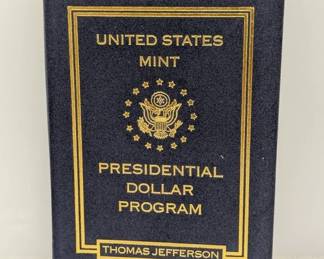 UNITED STATES
MINT
PRESIDENTIAL
DOLLAR
PROGRAM
THOMAS JEFFERSON